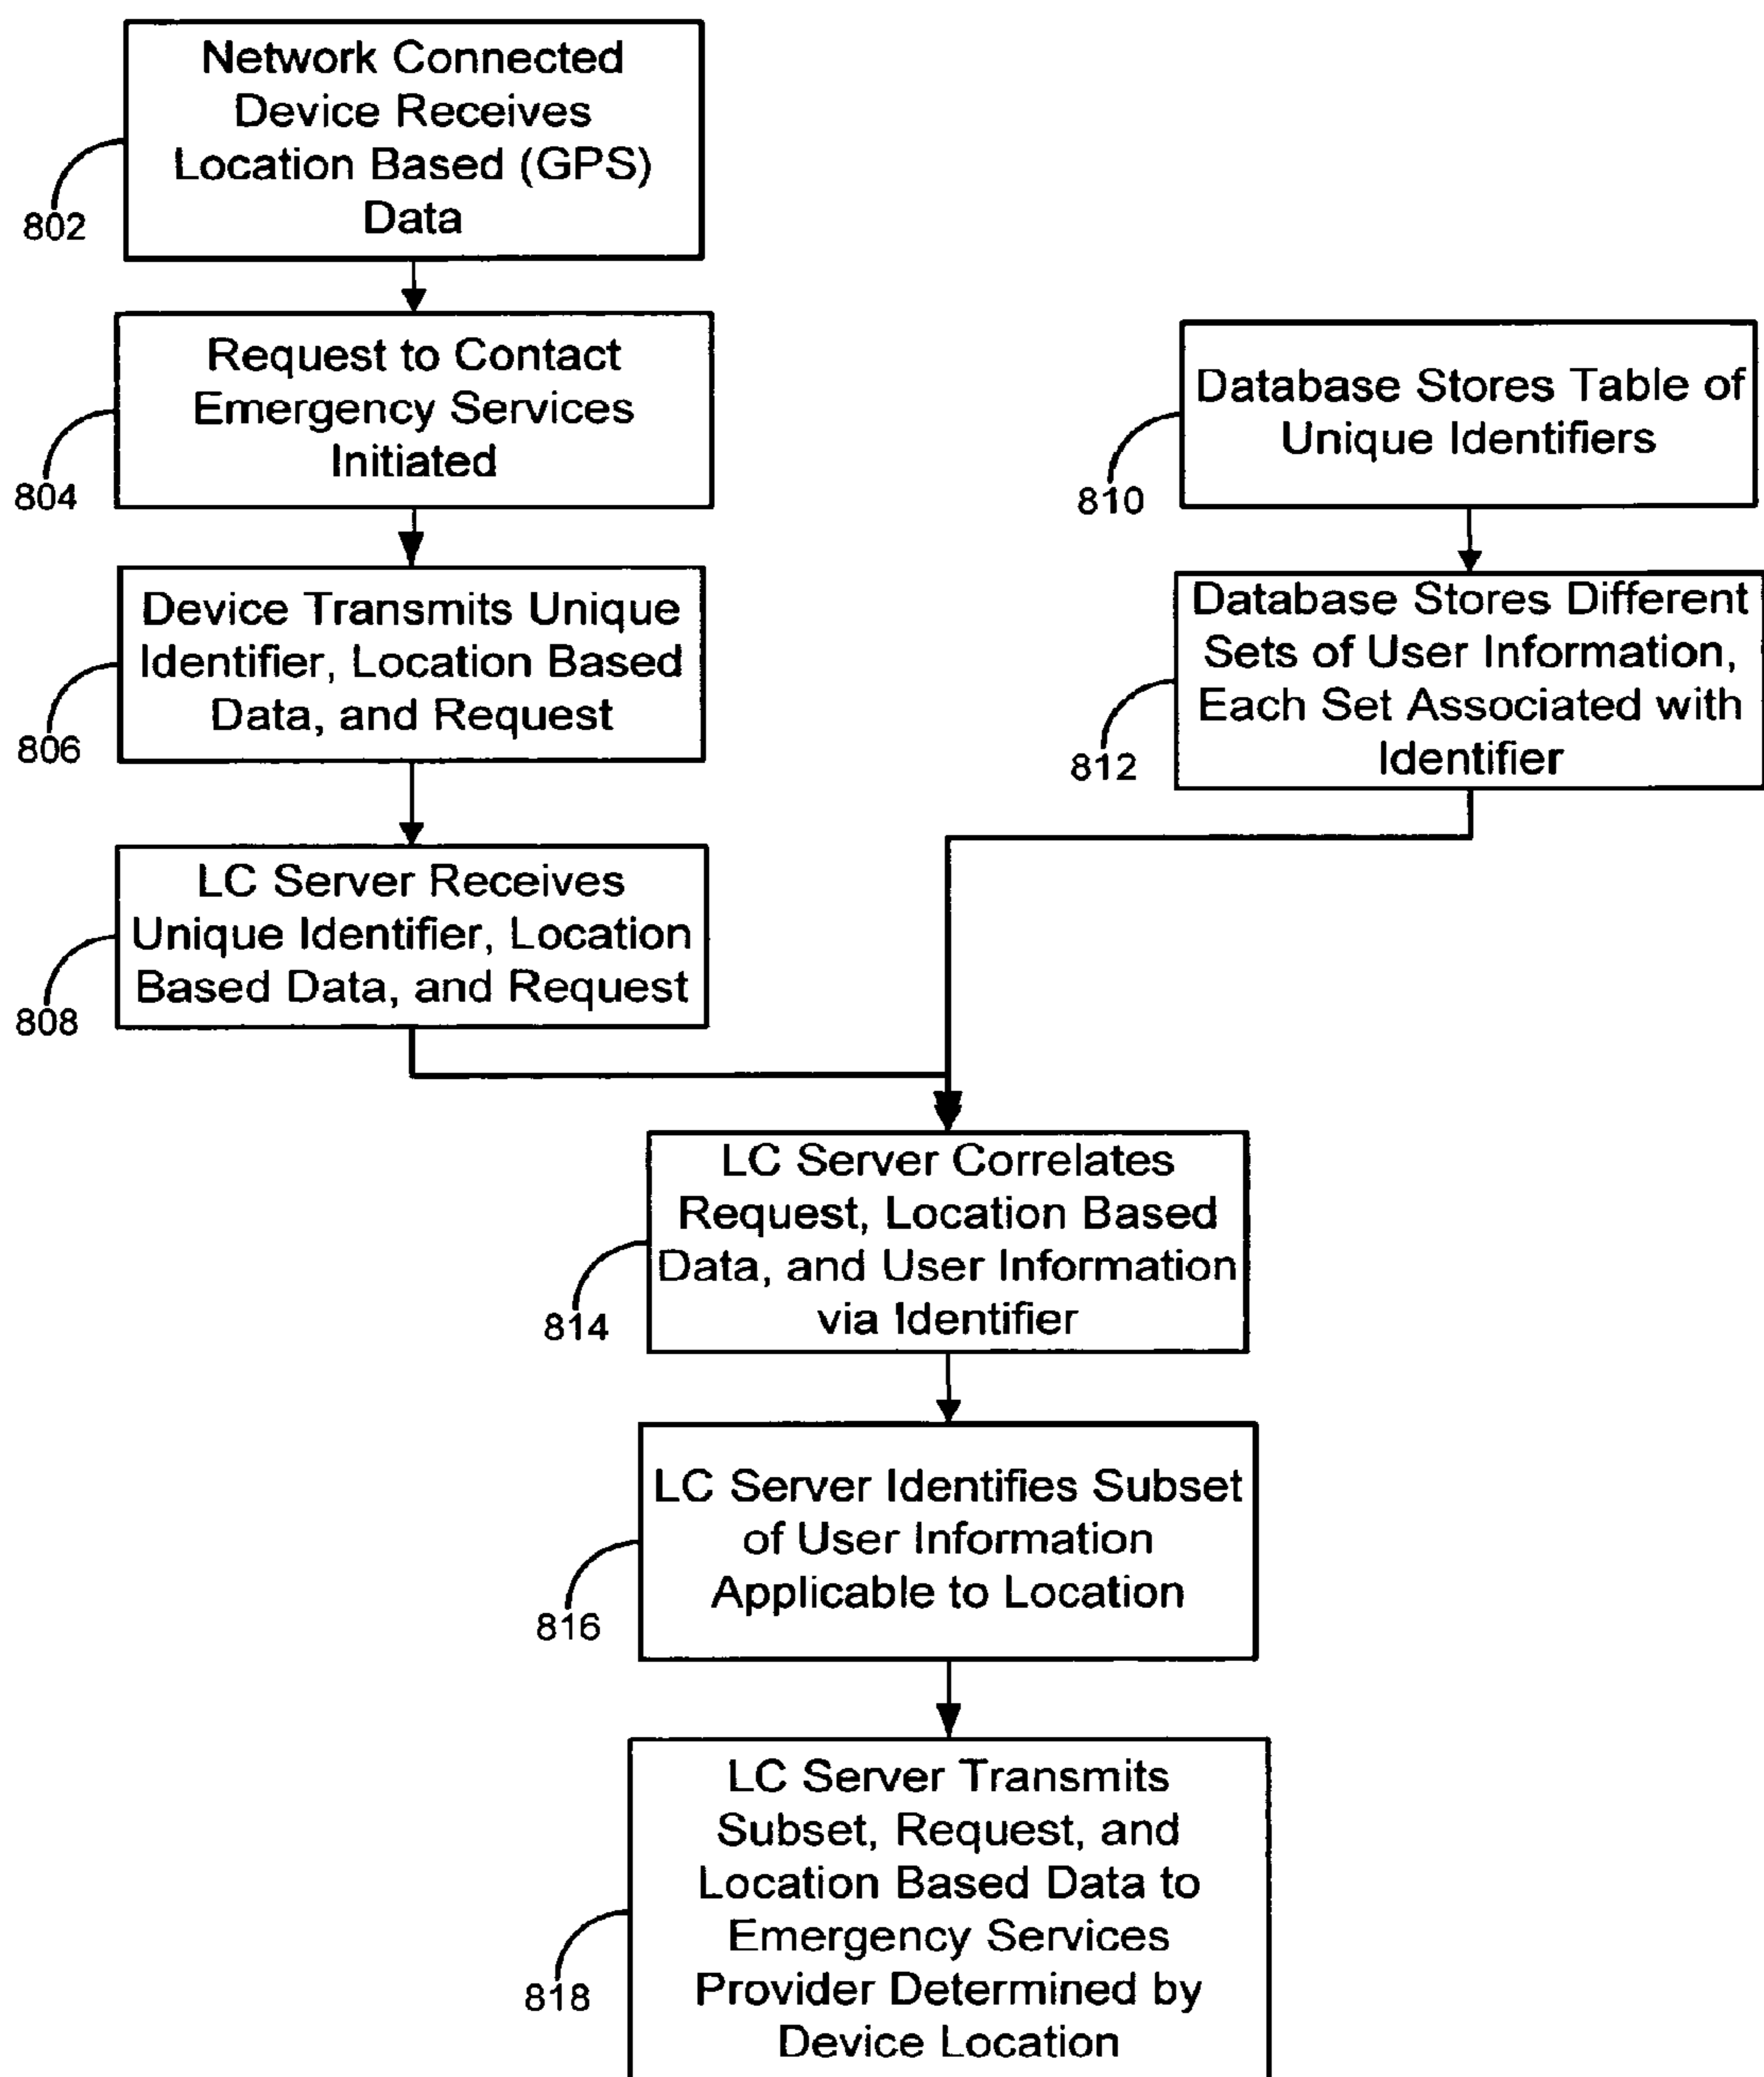 Network Connected
Device Receives
Location Based (GPS)
Data
802
Request to Contact
Emergency Services
Initiated
804
Device Transmits Unique
Identifier, Location Based
Data, and Request
806
LC Server Receives
Unique Identifier, Location
Based Data, and Request
808
Database Stores Table of
Unique Identifiers
810
Database Stores Different
Sets of User Information,
Each Set Associated with
Identifier
812
LC Server Correlates
Request, Location Based
Data, and User Information
via Identifier
814
LC Server Identifies Subset
of User Information
Applicable to Location
816
LC Server Transmits
Subset, Request, and
Location Based Data to
Emergency Services
Provider Determined by
Device Location
818